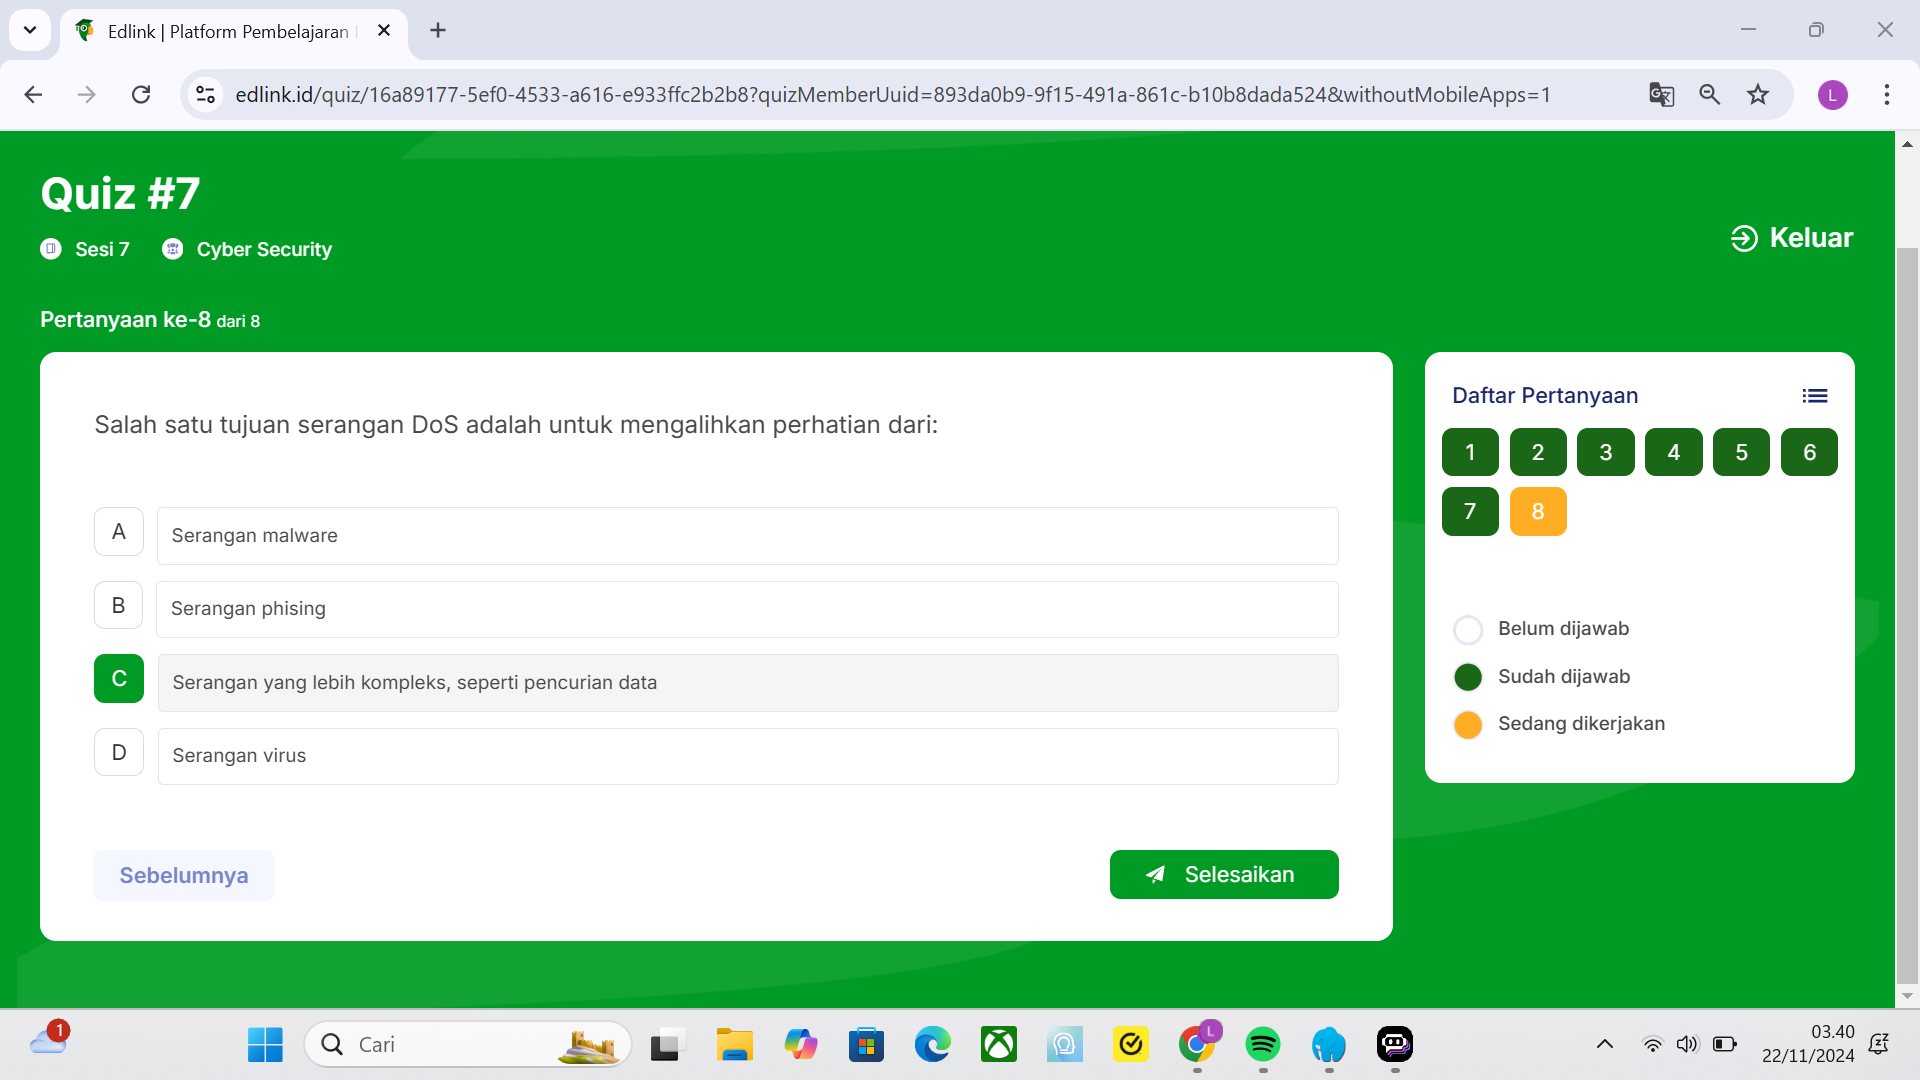 Edlink | Platform Pembelajaran
edlink.id/quiz/16a89177-5ef0-4533-a616-e933ffc2b2b8?quizMemberUuid=893da0b9-9f15-491a-861c-b10b8dada524&withoutMobileApps=1
L
Quiz #7
Sesi 7
Cyber Security
Keluar
Pertanyaan ke-8 dari 8
Salah satu tujuan serangan DoS adalah untuk mengalihkan perhatian dari:
A
Serangan malware
B
Serangan phising
C
Serangan yang lebih kompleks, seperti pencurian data
D
Serangan virus
Sebelumnya
Selesaikan
Daftar Pertanyaan
1 2 3 4 5 6
7 8
Belum dijawab
Sudah dijawab
Sedang dikerjakan
1
Cari
L
03.40
22/11/2024